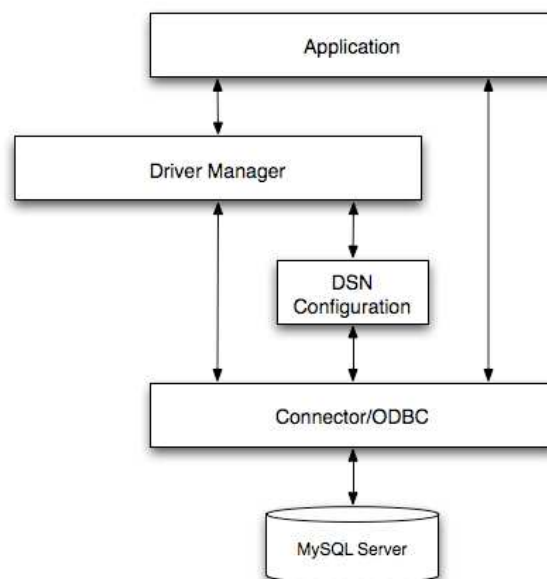 Application
Driver Manager
DSN
Configuration
Connector/ODBC
MySQL Server